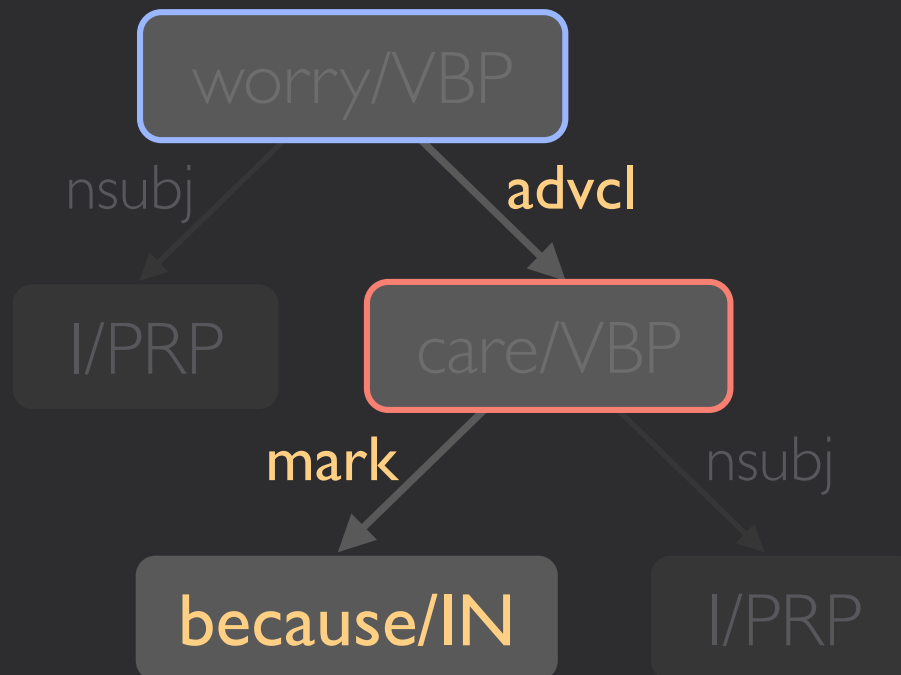 worry/VBP
nsubj advcl
I/PRP care/VBP
mark nsubj
because/IN I/PRP